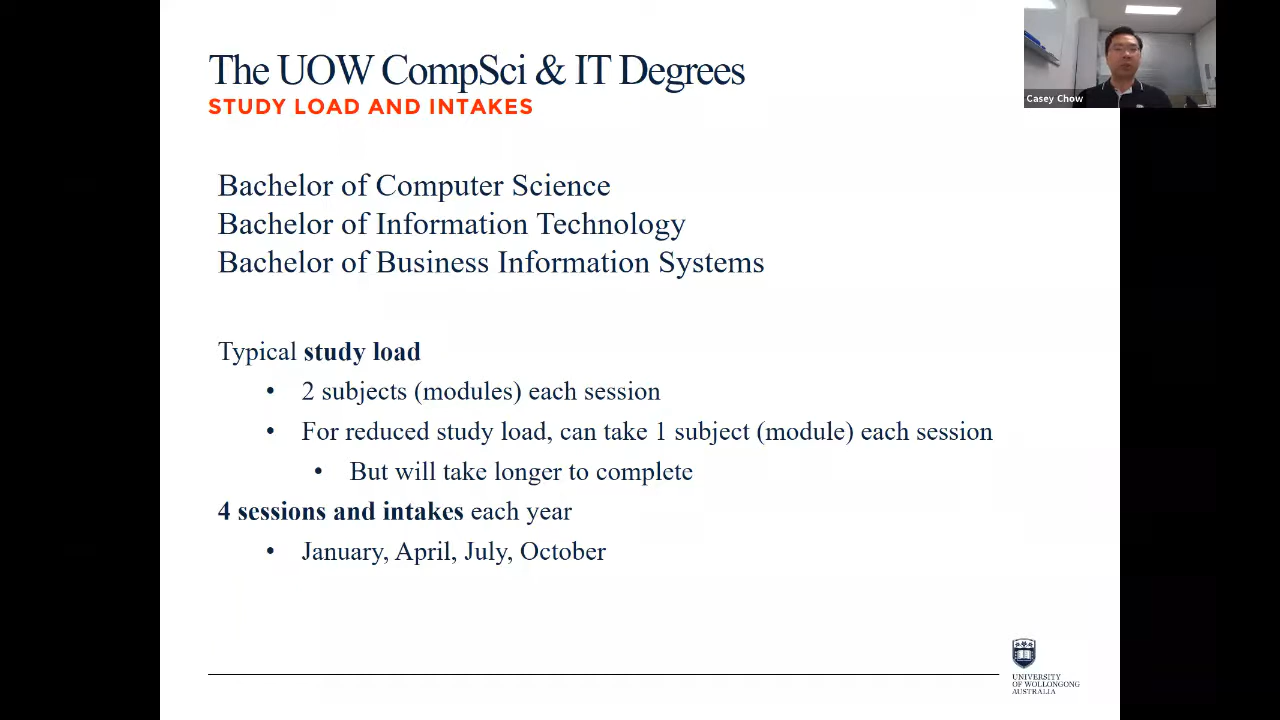 The UOW CompSci & IT Degrees
STUDY LOAD AND INTAKES
Casey Chow
Bachelor of Computer Science
Bachelor of Information Technology
Bachelor of Business Information Systems
Typical study load
• 2 subjects (modules) each session
• For reduced study load, can take 1 subject (module) each session
• But will take longer to complete
4 sessions and intakes each year
• January, April, July, October
UNIVERSITY
OF WOLLONGONG
AUSTRALIA